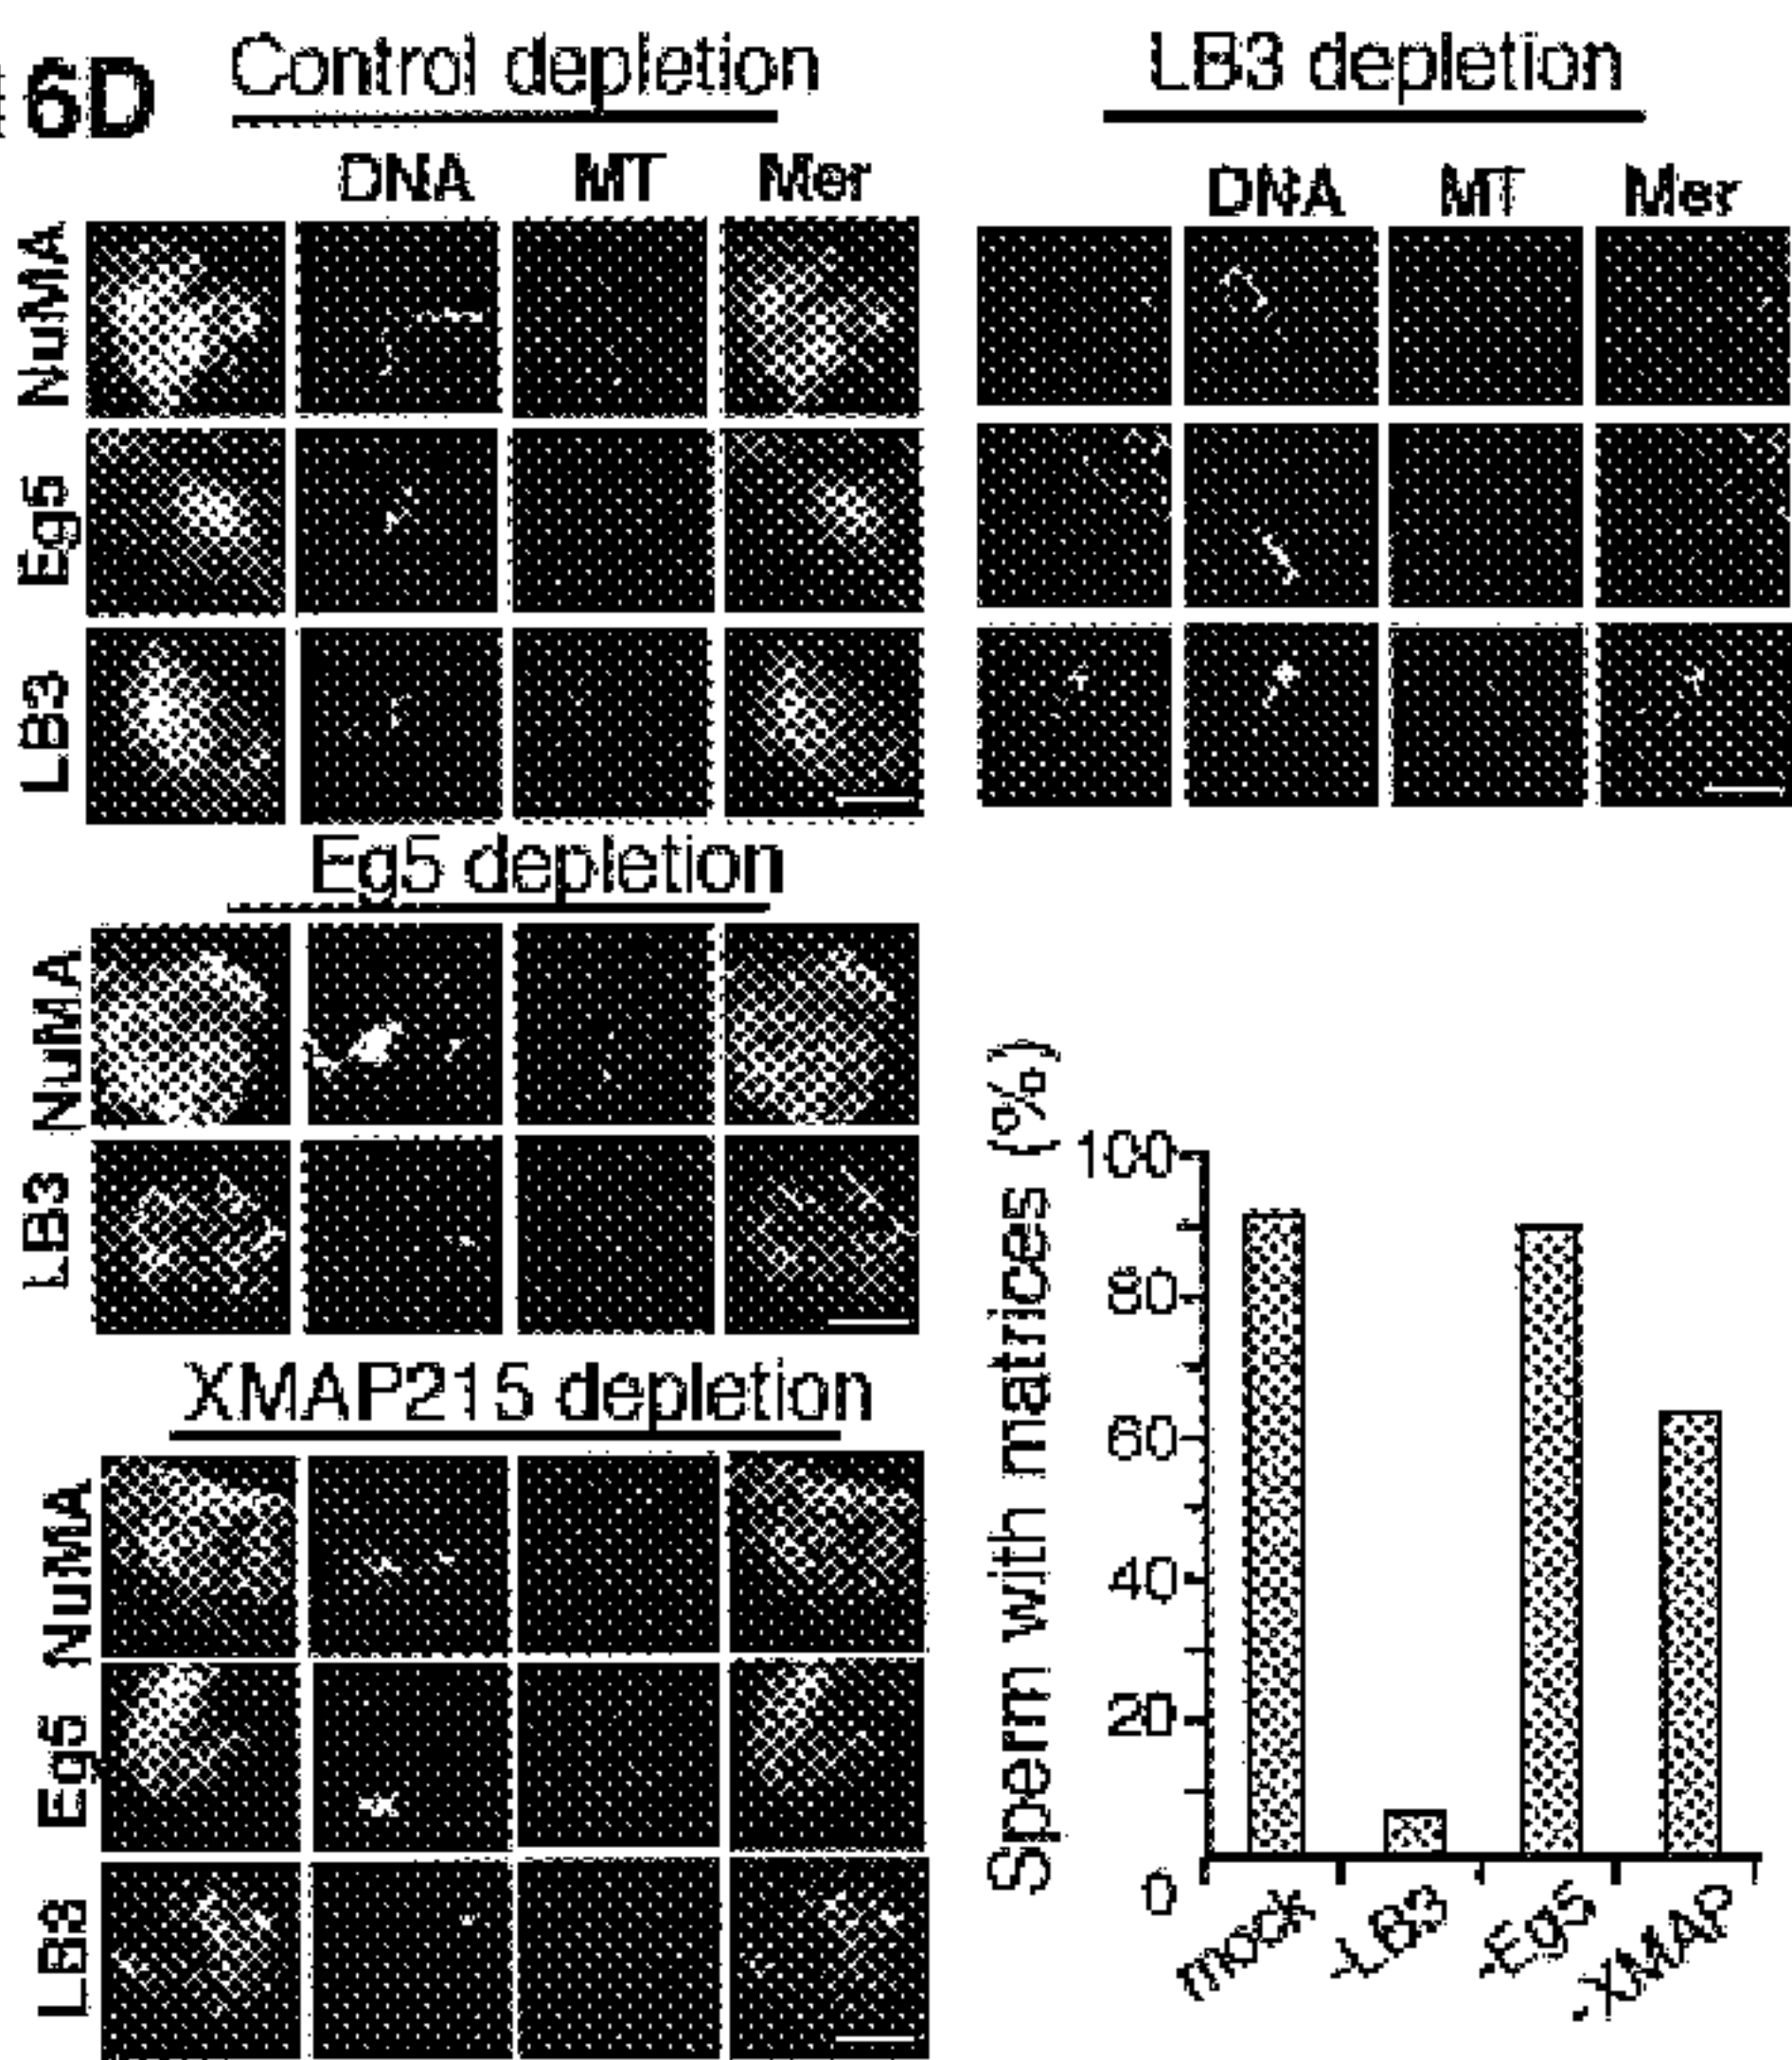 6D
Control depletion
DNA MT Mer
NuMA
Eg5
LB3
LB3 depletion
DNA MT Mer
Eg5 depletion
NuMA
LB3
XMAP215 depletion
NuMA
Eg5
LB3
Sperm with matrices (%)
100
80
60
40
20
0
mock
-LB3
-Eg5
-XMAP